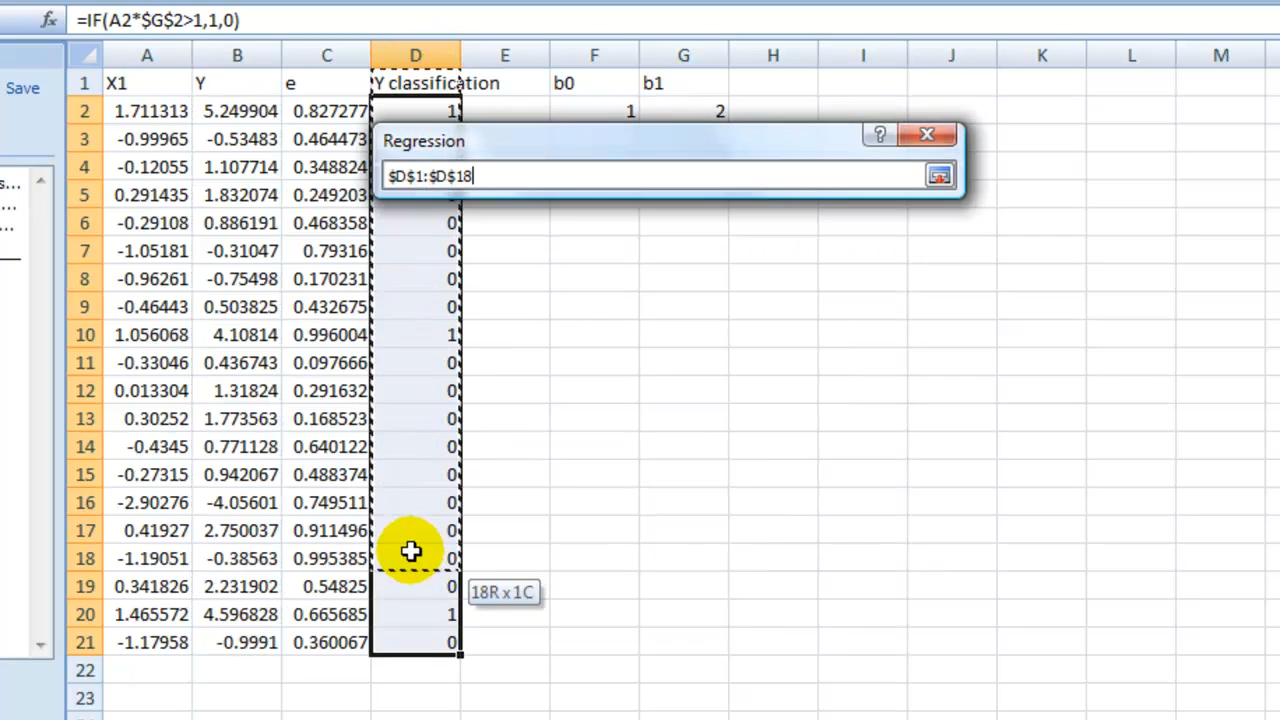 fx =IF(A2*$G$2>1,1,0)
A B C D E F G H I J K L M
Save
1 X1 Y e Y classification b0 b1
2 1.711313 5.249904 0.827277 1 1 2
3 -0.99965 -0.53483 0.464473
Regression ?
4 -0.12055 1.107714 0.348824
$D$1:$D$18
s...
5 0.291435 1.832074 0.249203
...
6 -0.29108 0.886191 0.468358 0
...
7 -1.05181 -0.31047 0.79316 0
8 -0.96261 -0.75498 0.170231 0
9 -0.46443 0.503825 0.432675 0
10 1.056068 4.10814 0.996004 1
11 -0.33046 0.436743 0.097666 0
12 0.013304 1.31824 0.291632 0
13 0.30252 1.773563 0.168523 0
14 -0.4345 0.771128 0.640122 0
15 -0.27315 0.942067 0.488374 0
16 -2.90276 -4.05601 0.749511 0
17 0.41927 2.750037 0.911496 0
18 -1.19051 -0.38563 0.995385 0
19 0.341826 2.231902 0.54825 0
18R x 1C
20 1.465572 4.596828 0.665685 1
21 -1.17958 -0.9991 0.360067 0
22
23